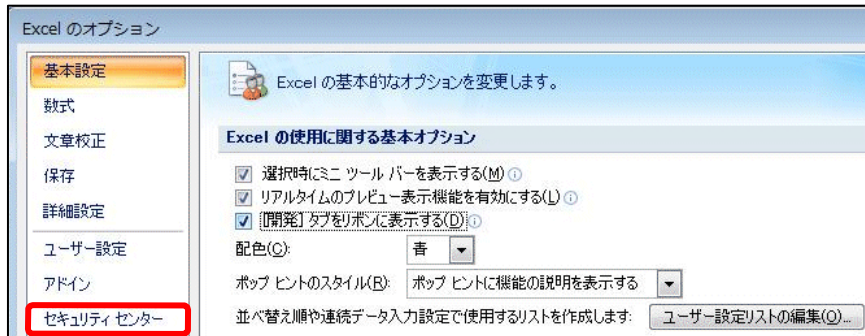 Excel のオプション
基本設定
数式
文章校正
保存
詳細設定
ユーザー設定
アドイン
セキュリティ センター
Excel の基本的なオプションを変更します。
Excel の使用に関する基本オプション
選択時にミニ ツール バーを表示する(M)
リアルタイムのプレビュー表示機能を有効にする(L)
[開発] タブをリボンに表示する(D)
配色(C): 青
ポップ ヒントのスタイル(R): ポップ ヒントに機能の説明を表示する
並べ替え順や連続データ入力設定で使用するリストを作成します: ユーザー設定リストの編集(O)...